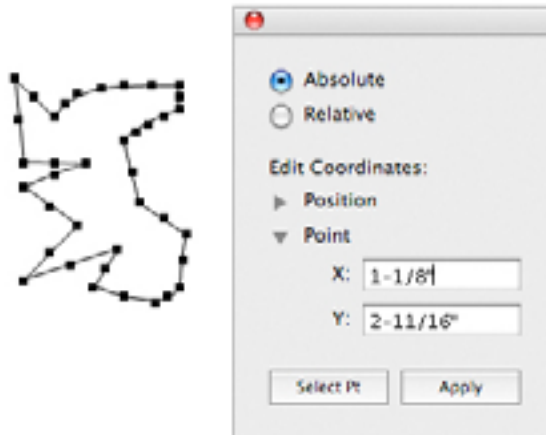 Absolute
Relative
Edit Coordinates:
Position
Point
X: 1-1/8"
Y: 2-11/16"
Select Pt Apply